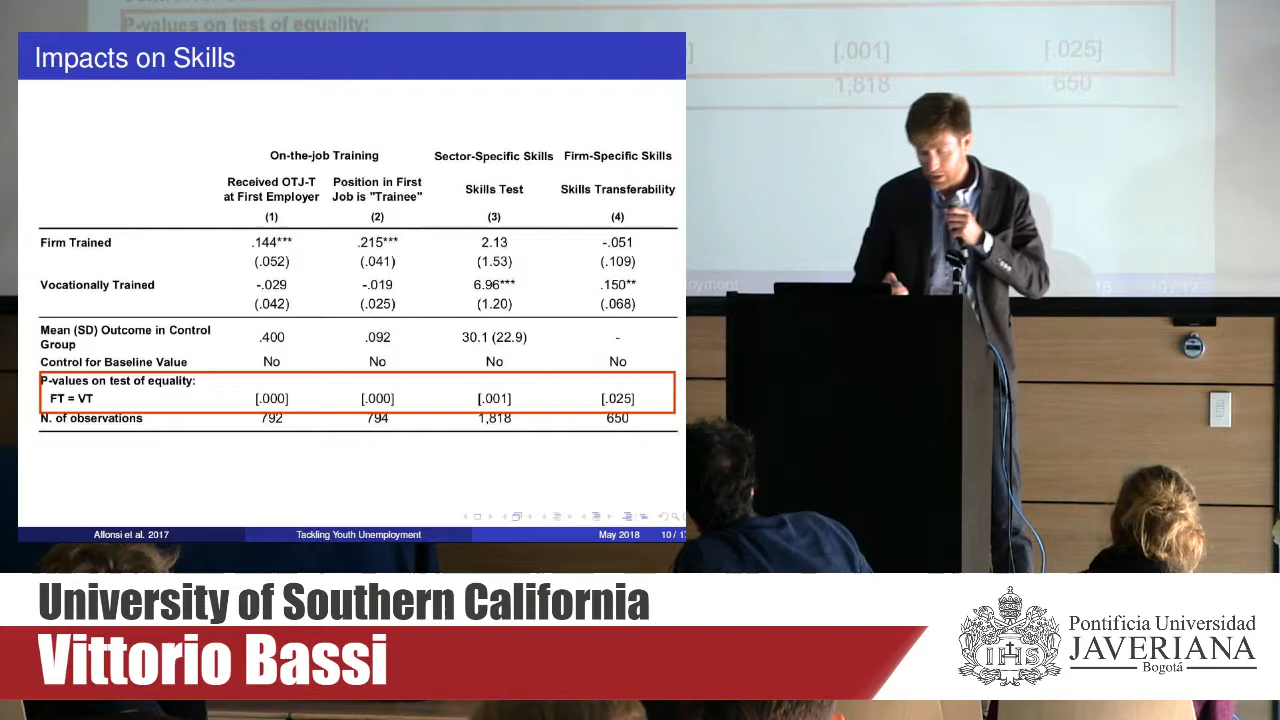 P-values on test of equality:
[.001] [.025]
1,818 650
Impacts on Skills
On-the-job Training Sector-Specific Skills Firm-Specific Skills
Received OTJ-T at First Employer Position in First Job is "Trainee" Skills Test Skills Transferability
(1) (2) (3) (4)
Firm Trained .144*** .215*** 2.13 -.051
(.052) (.041) (1.53) (.109)
Vocationally Trained -.029 -.019 6.96*** .150**
(.042) (.025) (1.20) (.068)
Mean (SD) Outcome in Control Group .400 .092 30.1 (22.9) -
Control for Baseline Value No No No No
P-values on test of equality:
FT = VT [.000] [.000] [.001] [.025]
N. of observations 792 794 1,818 650
Allonsi et al. 2017 Tackling Youth Unemployment May 2018 10 / 17
16 10 / 17
University of Southern California
Vittorio Bassi
Pontificia Universidad
JAVERIANA
Bogotá
IHS